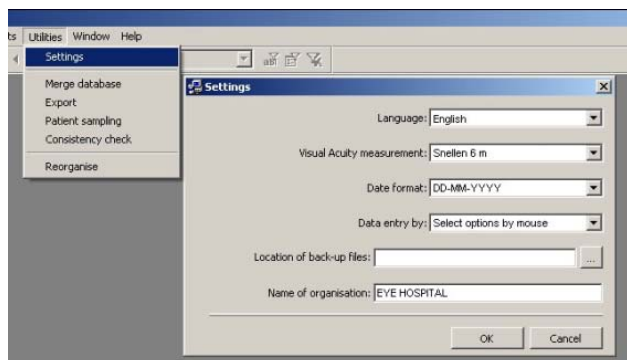 ts Utilities Window Help
Settings
Merge database
Export
Patient sampling
Consistency check
Reorganise
Settings
Language: English
Visual Acuity measurement: Snellen 6 m
Date format: DD-MM-YYYY
Data entry by: Select options by mouse
Location of back-up files: ...
Name of organisation: EYE HOSPITAL
OK Cancel